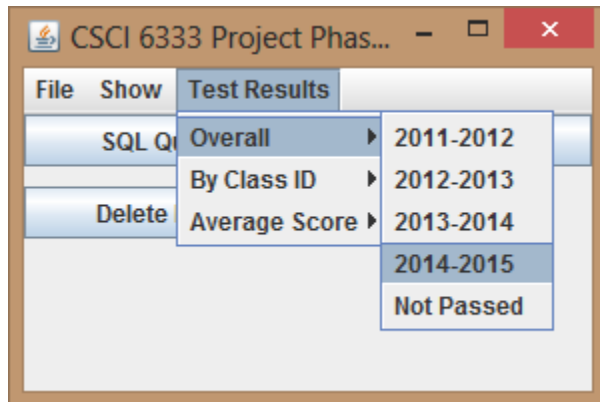 CSCI 6333 Project Phas...
File Show Test Results
SQL
Overall 2011-2012
By Class ID 2012-2013
Delete
Average Score 2013-2014
2014-2015
Not Passed